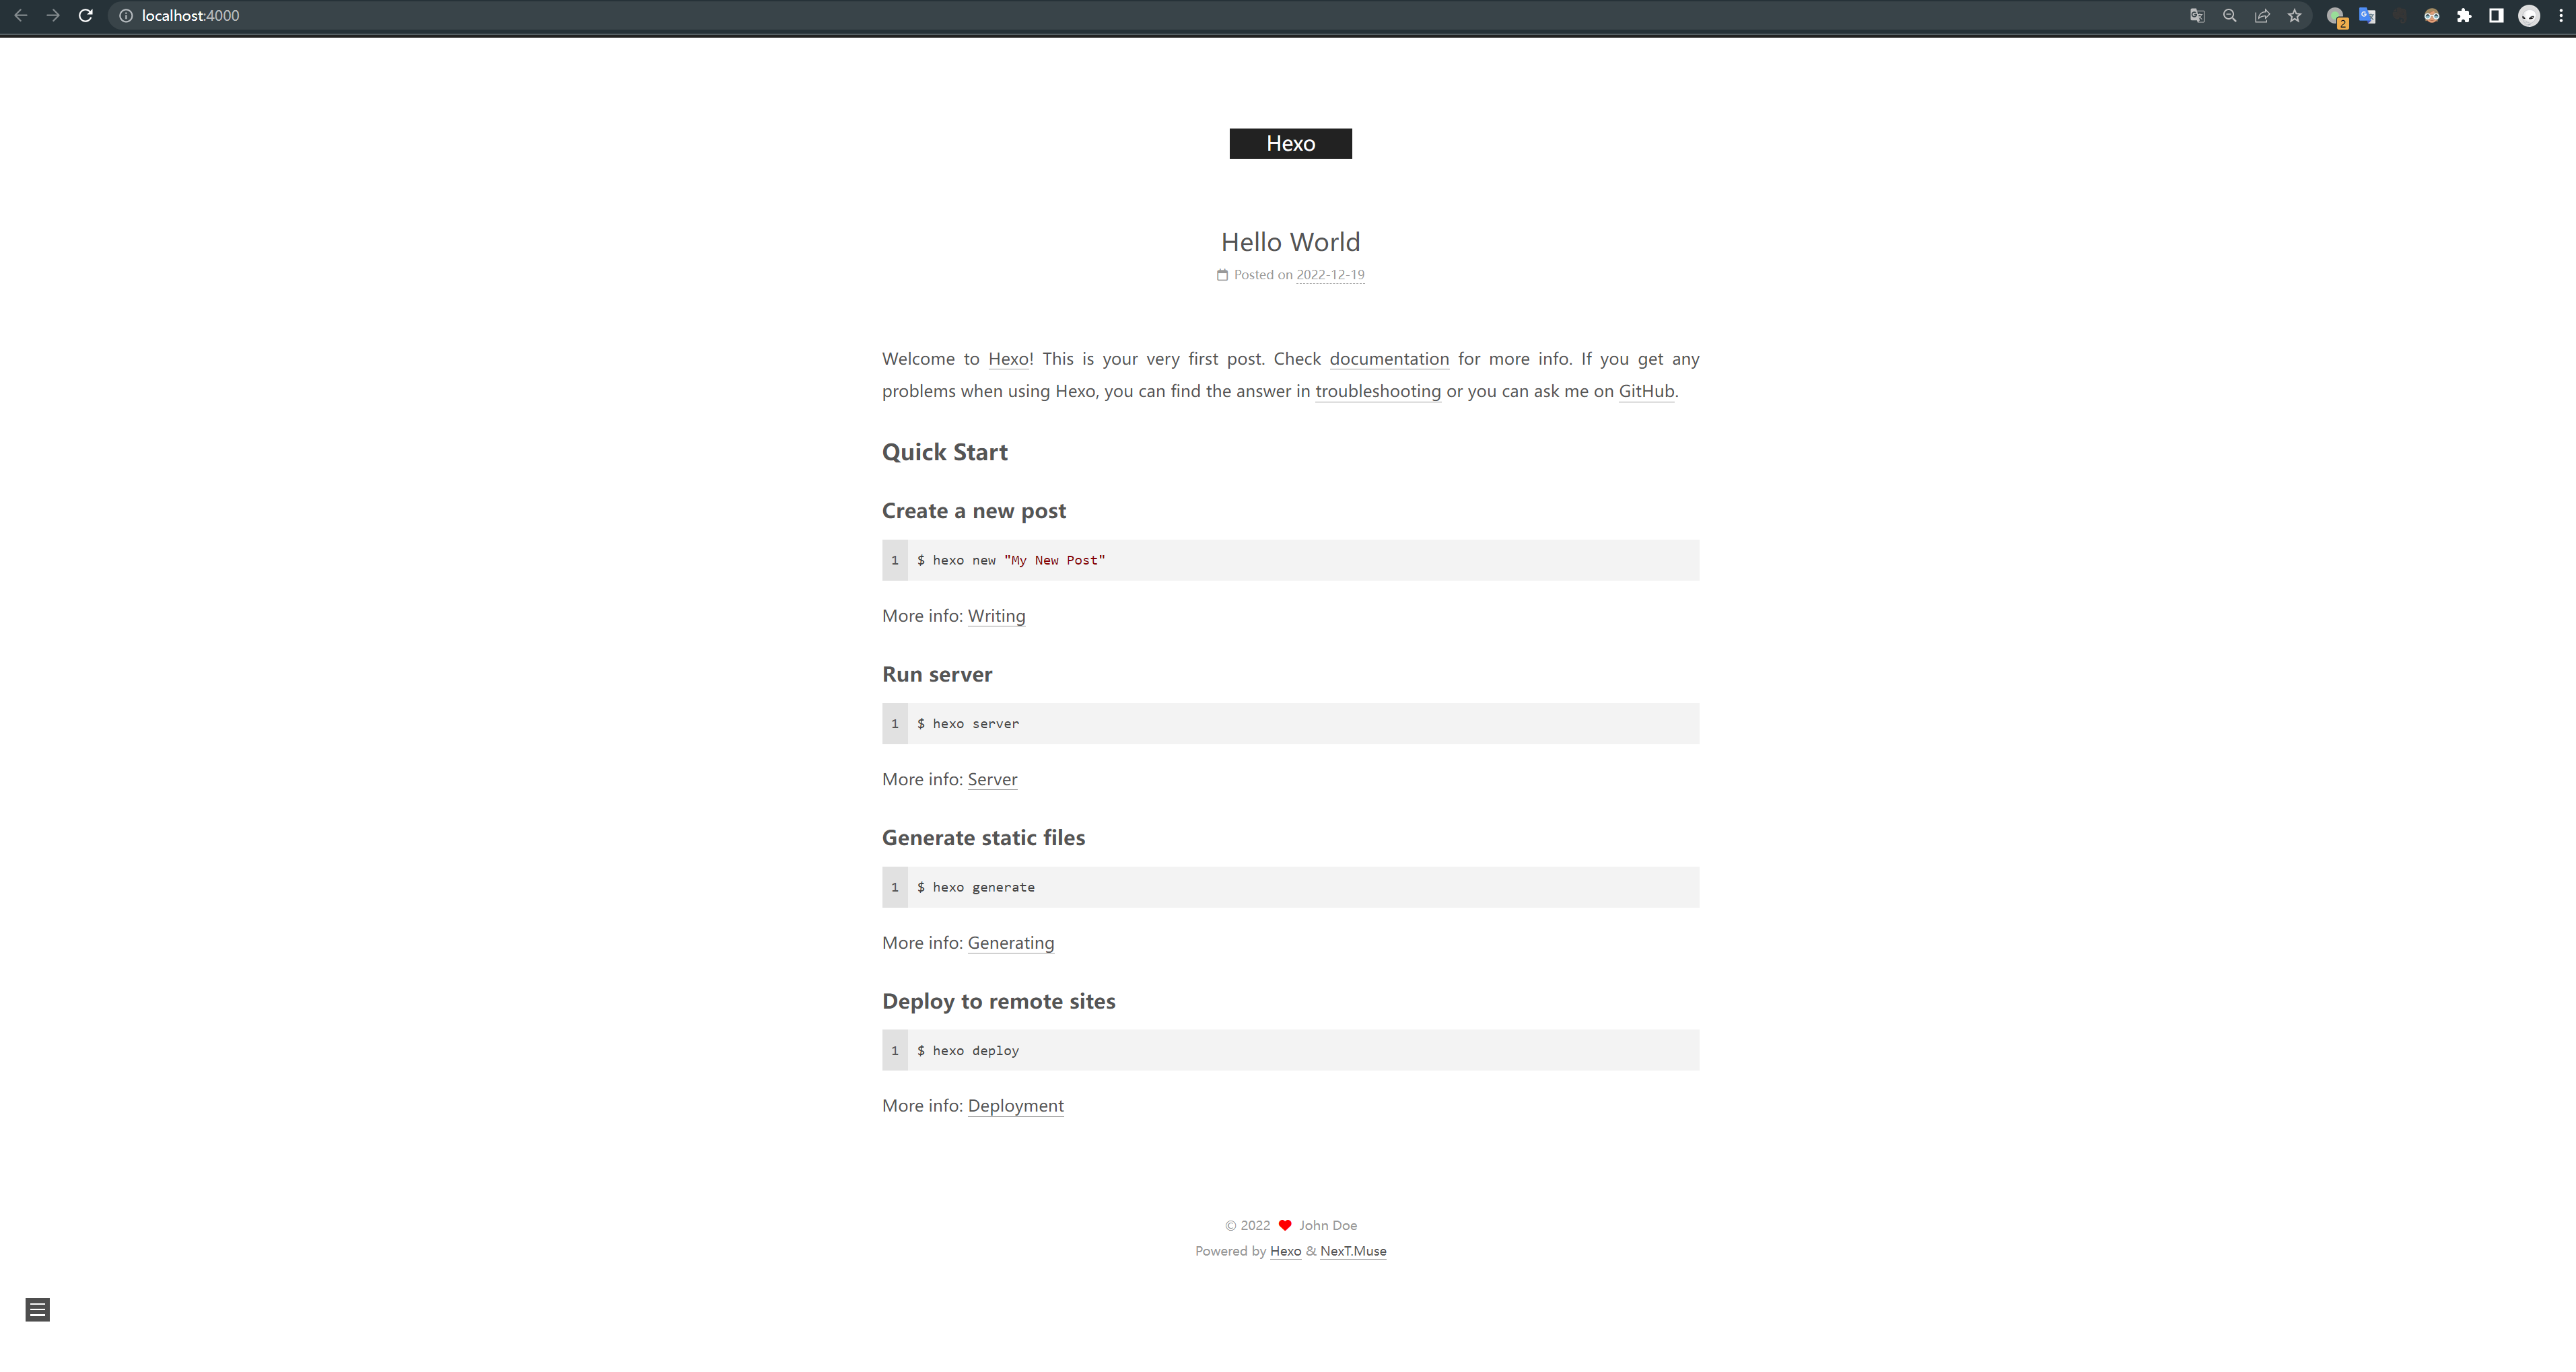 localhost:4000
2
Hexo
Hello World
Posted on 2022-12-19
Welcome to Hexo! This is your very first post. Check documentation for more info. If you get any
problems when using Hexo, you can find the answer in troubleshooting or you can ask me on GitHub.
Quick Start
Create a new post
1 $ hexo new "My New Post"
More info: Writing
Run server
1 $ hexo server
More info: Server
Generate static files
1 $ hexo generate
More info: Generating
Deploy to remote sites
1 $ hexo deploy
More info: Deployment
© 2022 ♥ John Doe
Powered by Hexo & NexT.Muse